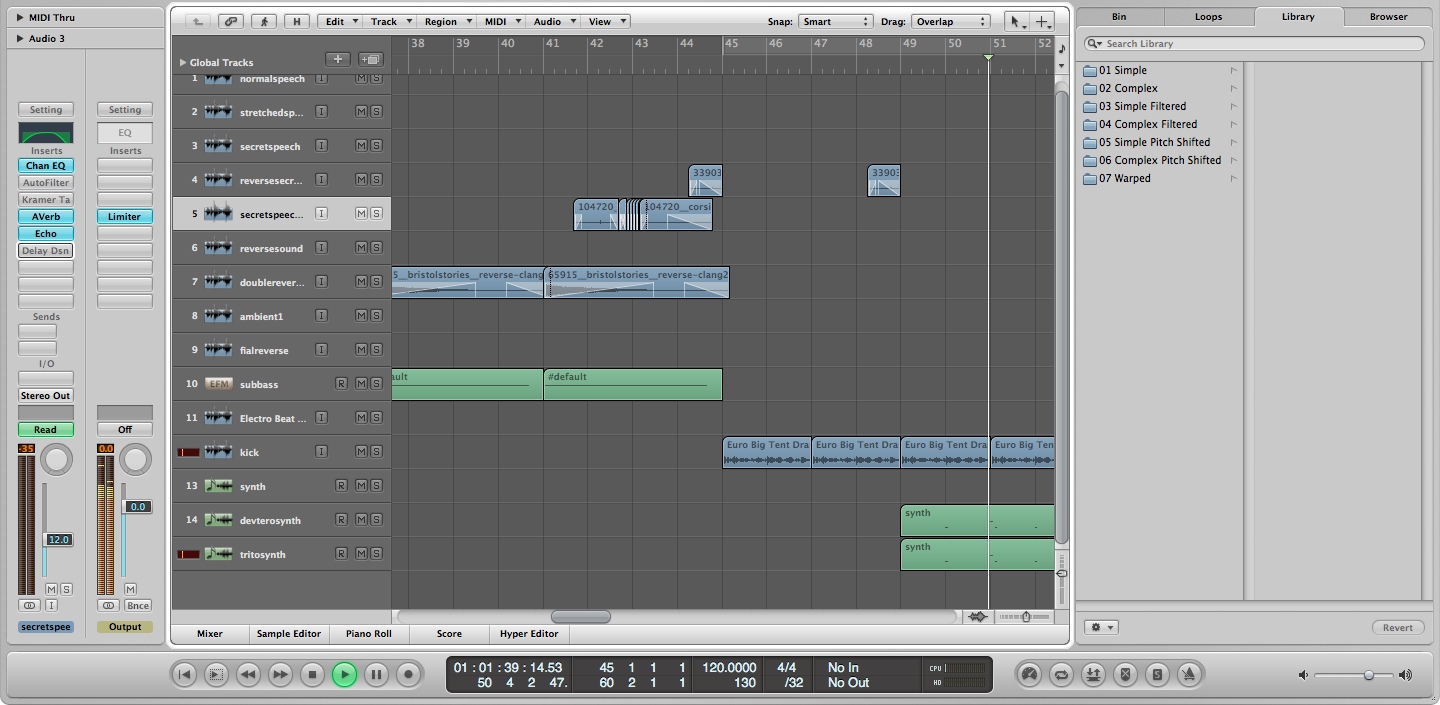 MIDI Thru
Audio 3
Setting Setting
EQ
Inserts Inserts
Chan EQ
AutoFilter
Kramer Ta
AVerb Limiter
Echo
Delay Dsn
Sends
I/O
Stereo Out
Read Off
-35 0.0
0.0
12.0
M S M
I Bnce
secretspee Output
H Edit Track Region MIDI Audio View Snap: Smart Drag: Overlap
38 39 40 41 42 43 44 45 46 47 48 49 50 51 52
Global Tracks
1 normalspeech I M S
2 stretchedsp... I M S
3 secretspeech I M S
4 reversesecr... I M S 33903 33903
5 secretspeec... I M S 104720_ 104720__corsi
6 reversesound I M S
7 doublerever... I M S 5__bristolstories__reverse-clang 65915__bristolstories__reverse-clang2
8 ambient1 I M S
9 fialreverse I M S
10 EFM subbass R M S ault #default
11 Electro Beat ... I M S
kick I M S Euro Big Tent Dra Euro Big Tent Dra Euro Big Tent Dra Euro Big Ten
13 synth R M S
14 devterosynth R M S synth
tritosynth R M S synth
Mixer Sample Editor Piano Roll Score Hyper Editor
Bin Loops Library Browser
Search Library
01 Simple
02 Complex
03 Simple Filtered
04 Complex Filtered
05 Simple Pitch Shifted
06 Complex Pitch Shifted
07 Warped
Revert
01 : 01 : 39 : 14.53 45 1 1 1 120.0000 4/4 No In CPU
50 4 2 47. 60 2 1 1 130 /32 No Out HD
S